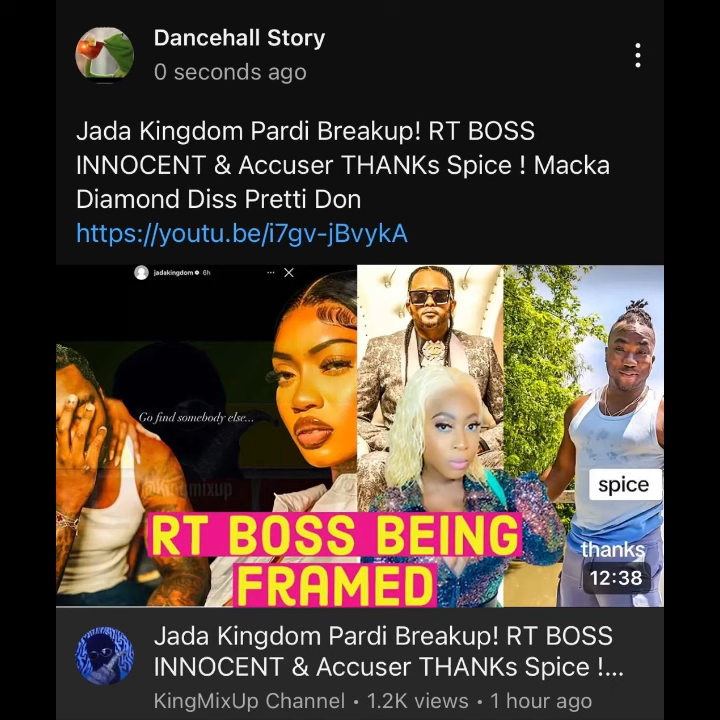 Dancehall Story
0 seconds ago
Jada Kingdom Pardi Breakup! RT BOSS
INNOCENT & Accuser THANKs Spice ! Macka
Diamond Diss Pretti Don
https://youtu.be/i7gv-jBvykA
jadakingdom 6h
Go find somebody else...
@kingmixup
spice
RT BOSS BEING
FRAMED
thanks
12:38
Jada Kingdom Pardi Breakup! RT BOSS
INNOCENT & Accuser THANKs Spice !...
KingMixUp Channel • 1.2K views • 1 hour ago